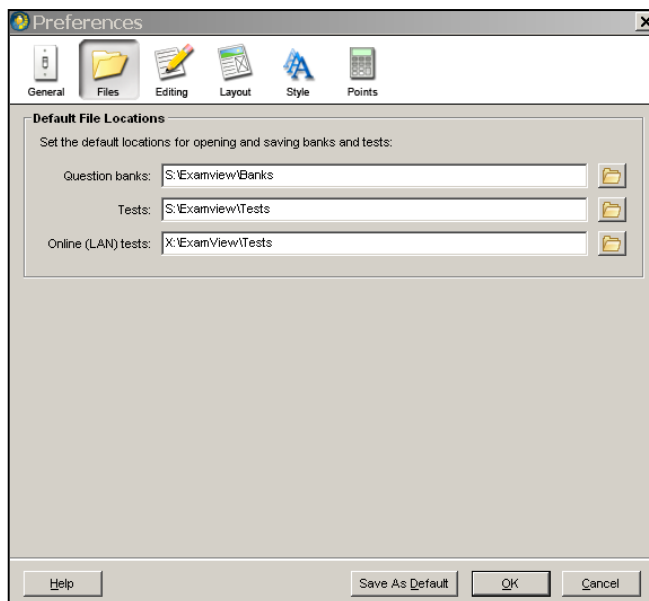 Preferences
General Files Editing Layout Style Points
Default File Locations
Set the default locations for opening and saving banks and tests:
Question banks: S:\Examview\Banks
Tests: S:\Examview\Tests
Online (LAN) tests: X:\ExamView\Tests
Help Save As Default OK Cancel